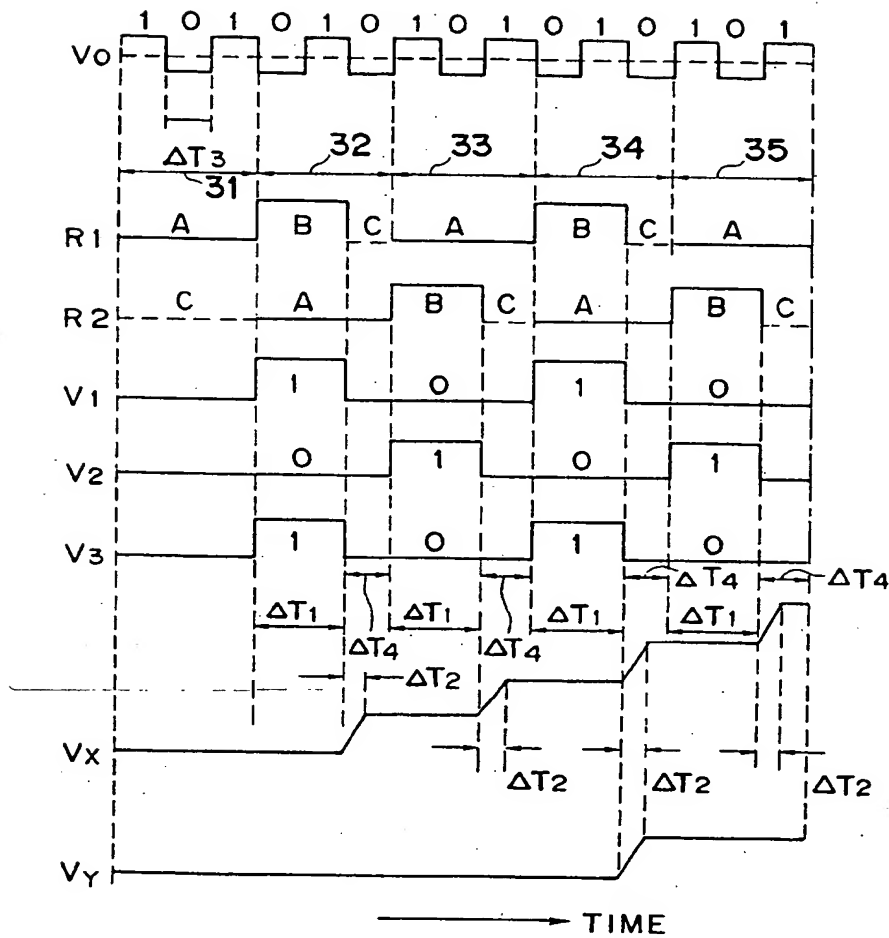 1 0 1 0 1 0 1 0 1 0 1 0 1 0 1
Vo
ΔT3 32 33 34 35
31
R1 A B C A B C A
R2 C A B C A B C
V1 1 0 1 0
V2 0 1 0 1
V3 1 0 1 0
ΔT4 ΔT4
ΔT1 ΔT1 ΔT1 ΔT1
ΔT4 ΔT4
ΔT2
VX
ΔT2 ΔT2 ΔT2
VY
TIME